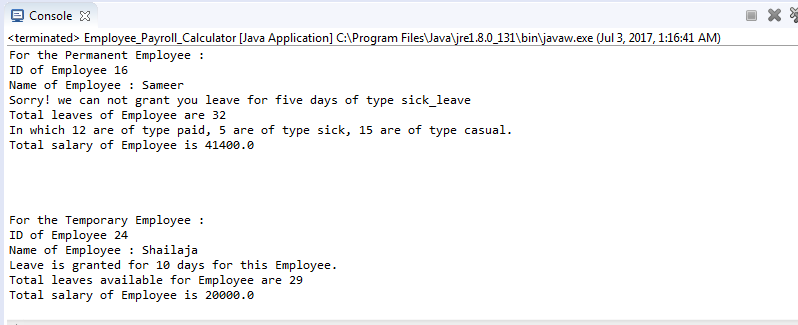 Console
<terminated> Employee_Payroll_Calculator [Java Application] C:\Program Files\Java\jre1.8.0_131\bin\javaw.exe (Jul 3, 2017, 1:16:41 AM)
For the Permanent Employee :
ID of Employee 16
Name of Employee : Sameer
Sorry! we can not grant you leave for five days of type sick_leave
Total leaves of Employee are 32
In which 12 are of type paid, 5 are of type sick, 15 are of type casual.
Total salary of Employee is 41400.0
For the Temporary Employee :
ID of Employee 24
Name of Employee : Shailaja
Leave is granted for 10 days for this Employee.
Total leaves available for Employee are 29
Total salary of Employee is 20000.0